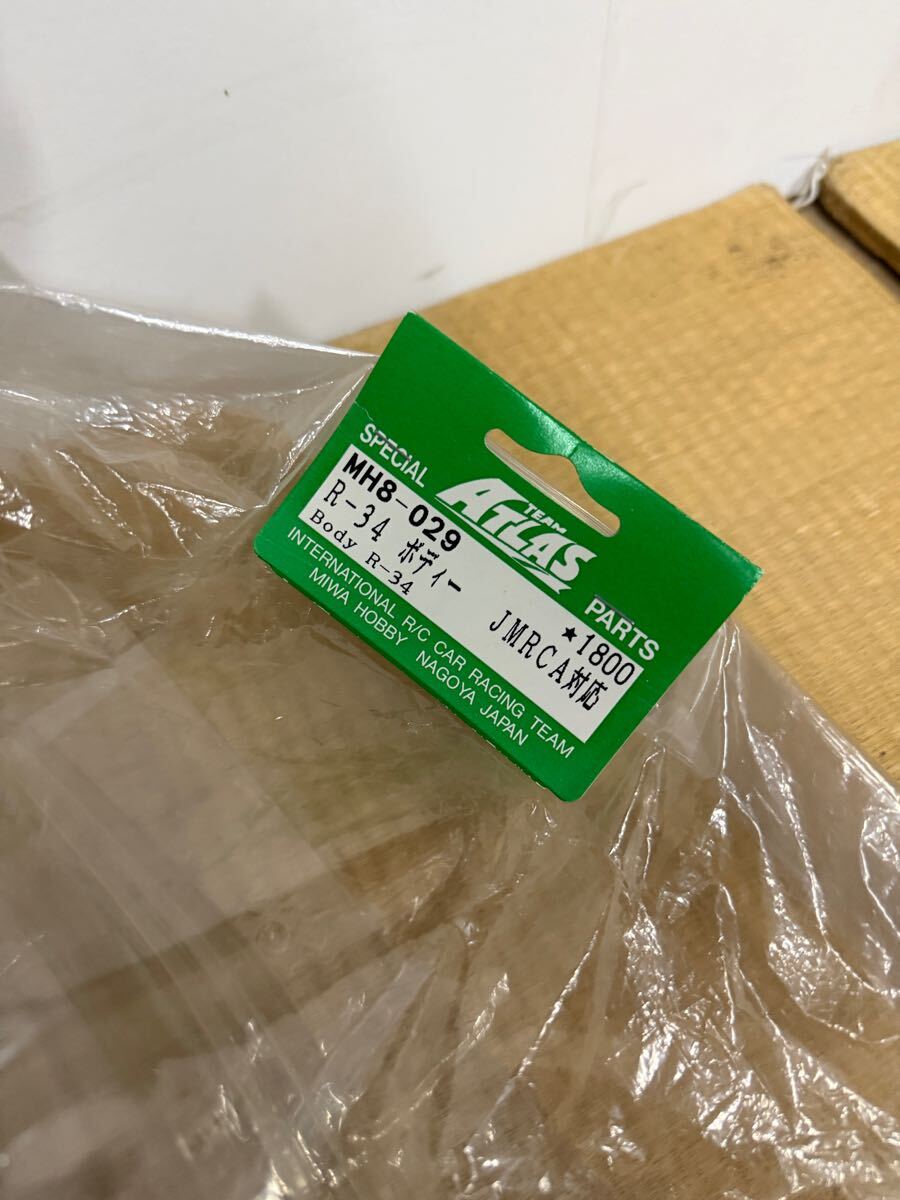 SPECIAL TEAM ATLAS PARTS
MH8-029 ★1800
R-34 ボディー JMRCA対応
Body R-34
INTERNATIONAL R/C CAR RACING TEAM
MIWA HOBBY NAGOYA JAPAN